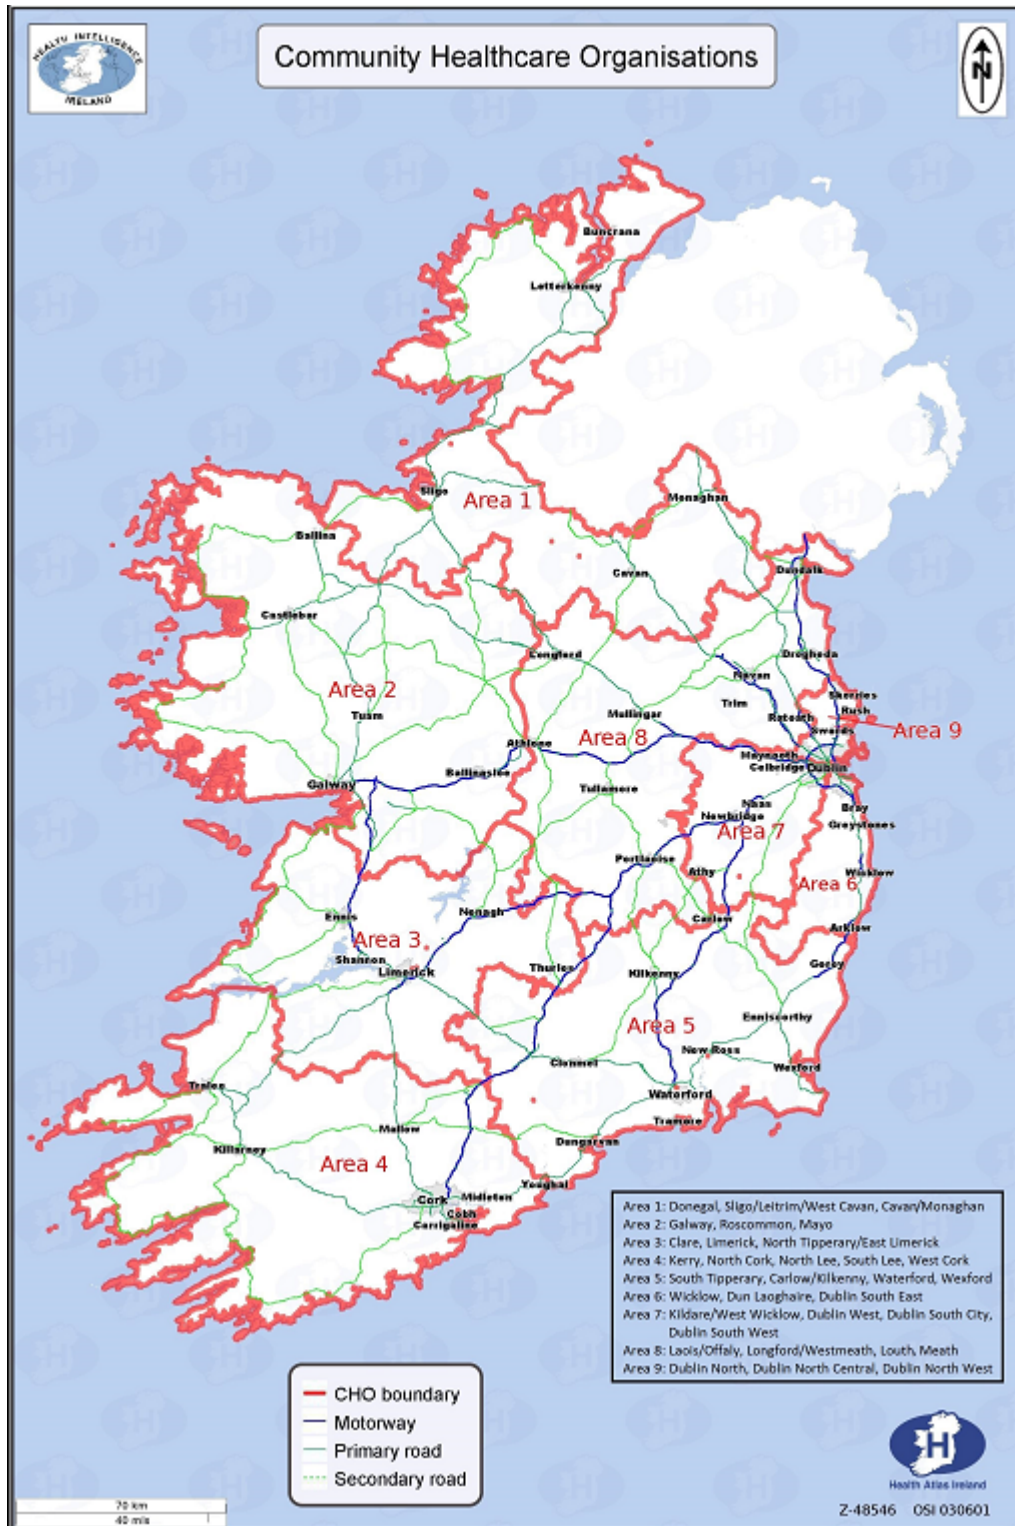 HEALTH INTELLIGENCE
IRELAND
Community Healthcare Organisations
N
Buncrana
Letterkenny
Sligo
Area 1
Monaghan
Ballina
Cavan
Dundalk
Castlebar
Longford
Drogheda
Navan
Area 2
Skerries
Trim
Rush
Tuam
Mullingar
Ratoath
Swords
Area 9
Area 8
Athlone
Maynooth
Ballinasloe
Celbridge
Dublin
Galway
Tullamore
Naas
Bray
Newbridge
Greystones
Area 7
Portlaoise
Athy
Wicklow
Area 6
Ennis
Nenagh
Carlow
Arklow
Area 3
Shannon
Limerick
Thurles
Kilkenny
Gorey
Enniscorthy
Area 5
New Ross
Clonmel
Wexford
Tralee
Waterford
Tramore
Mallow
Dungarvan
Killarney
Area 4
Youghal
Cork
Midleton
Cobh
Carrigaline
Area 1: Donegal, Sligo/Leitrim/West Cavan, Cavan/Monaghan
Area 2: Galway, Roscommon, Mayo
Area 3: Clare, Limerick, North Tipperary/East Limerick
Area 4: Kerry, North Cork, North Lee, South Lee, West Cork
Area 5: South Tipperary, Carlow/Kilkenny, Waterford, Wexford
Area 6: Wicklow, Dun Laoghaire, Dublin South East
Area 7: Kildare/West Wicklow, Dublin West, Dublin South City,
Dublin South West
Area 8: Laois/Offaly, Longford/Westmeath, Louth, Meath
Area 9: Dublin North, Dublin North Central, Dublin North West
CHO boundary
Motorway
Primary road
Secondary road
H
Health Atlas Ireland
70 km
40 mls
Z-48546 OSI 030601